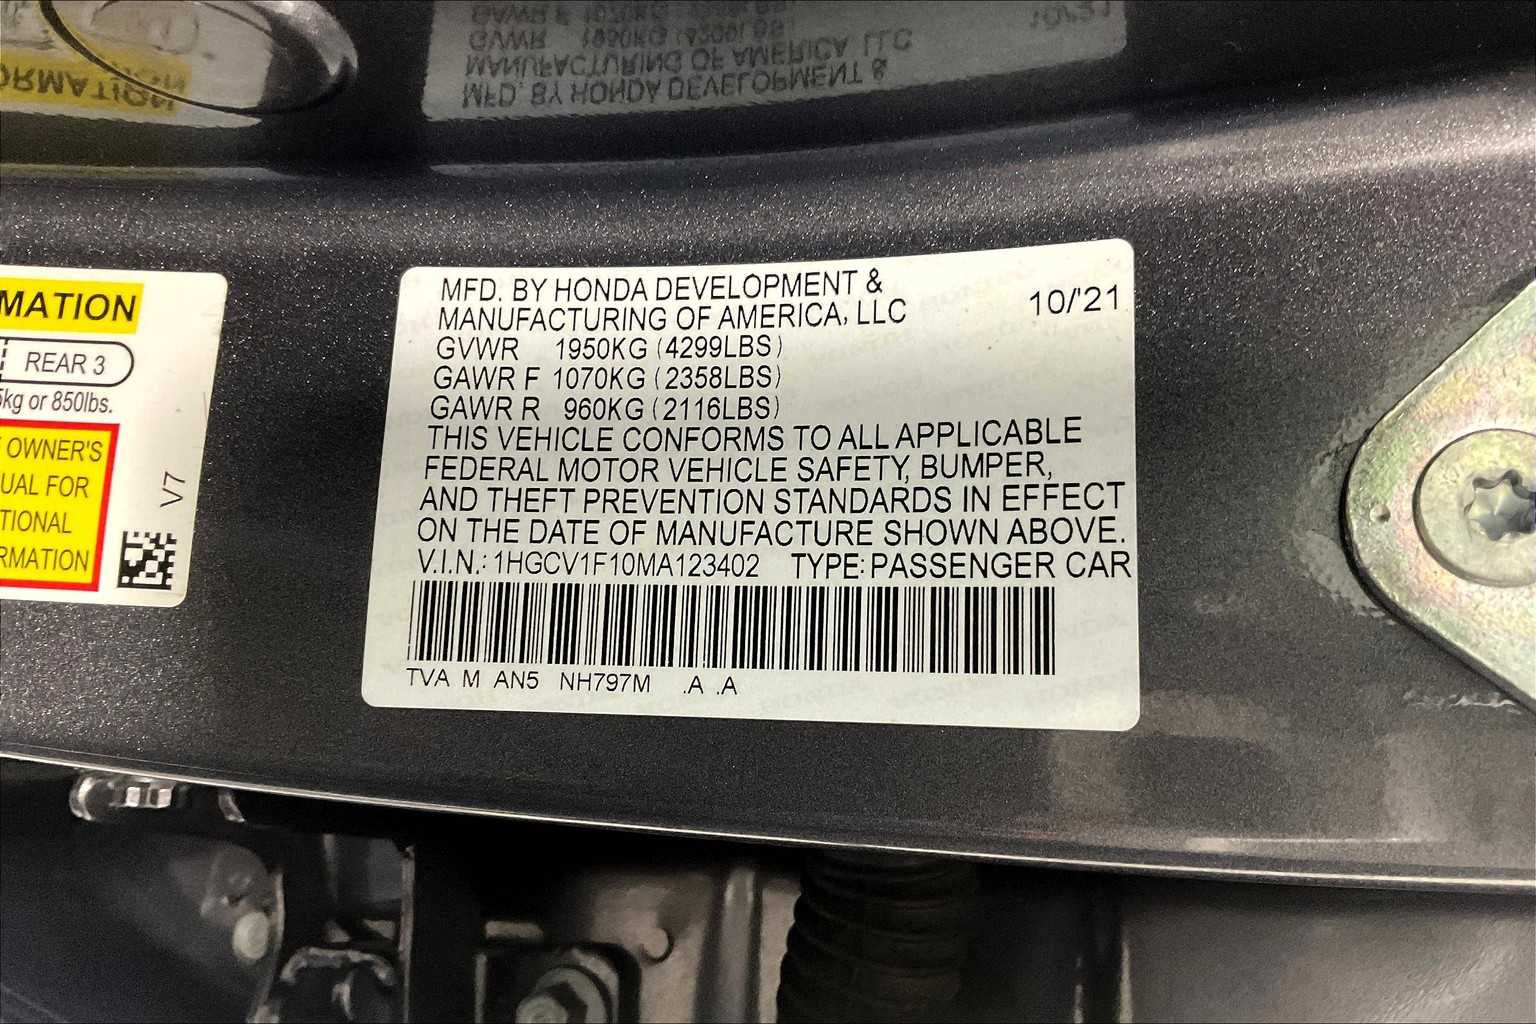 MFD. BY HONDA DEVELOPMENT &
MANUFACTURING OF AMERICA, LLC
10/'21
GVWR 1950KG (4299LBS)
GAWR F 1070KG (2358LBS)
GAWR R 960KG (2116LBS)
THIS VEHICLE CONFORMS TO ALL APPLICABLE
FEDERAL MOTOR VEHICLE SAFETY, BUMPER,
AND THEFT PREVENTION STANDARDS IN EFFECT
ON THE DATE OF MANUFACTURE SHOWN ABOVE.
V.I.N.: 1HGCV1F10MA123402 TYPE: PASSENGER CAR
TVA M AN5 NH797M .A .A
MATION
REAR 3
kg or 850lbs.
OWNER'S
UAL FOR
TIONAL
RMATION
V7